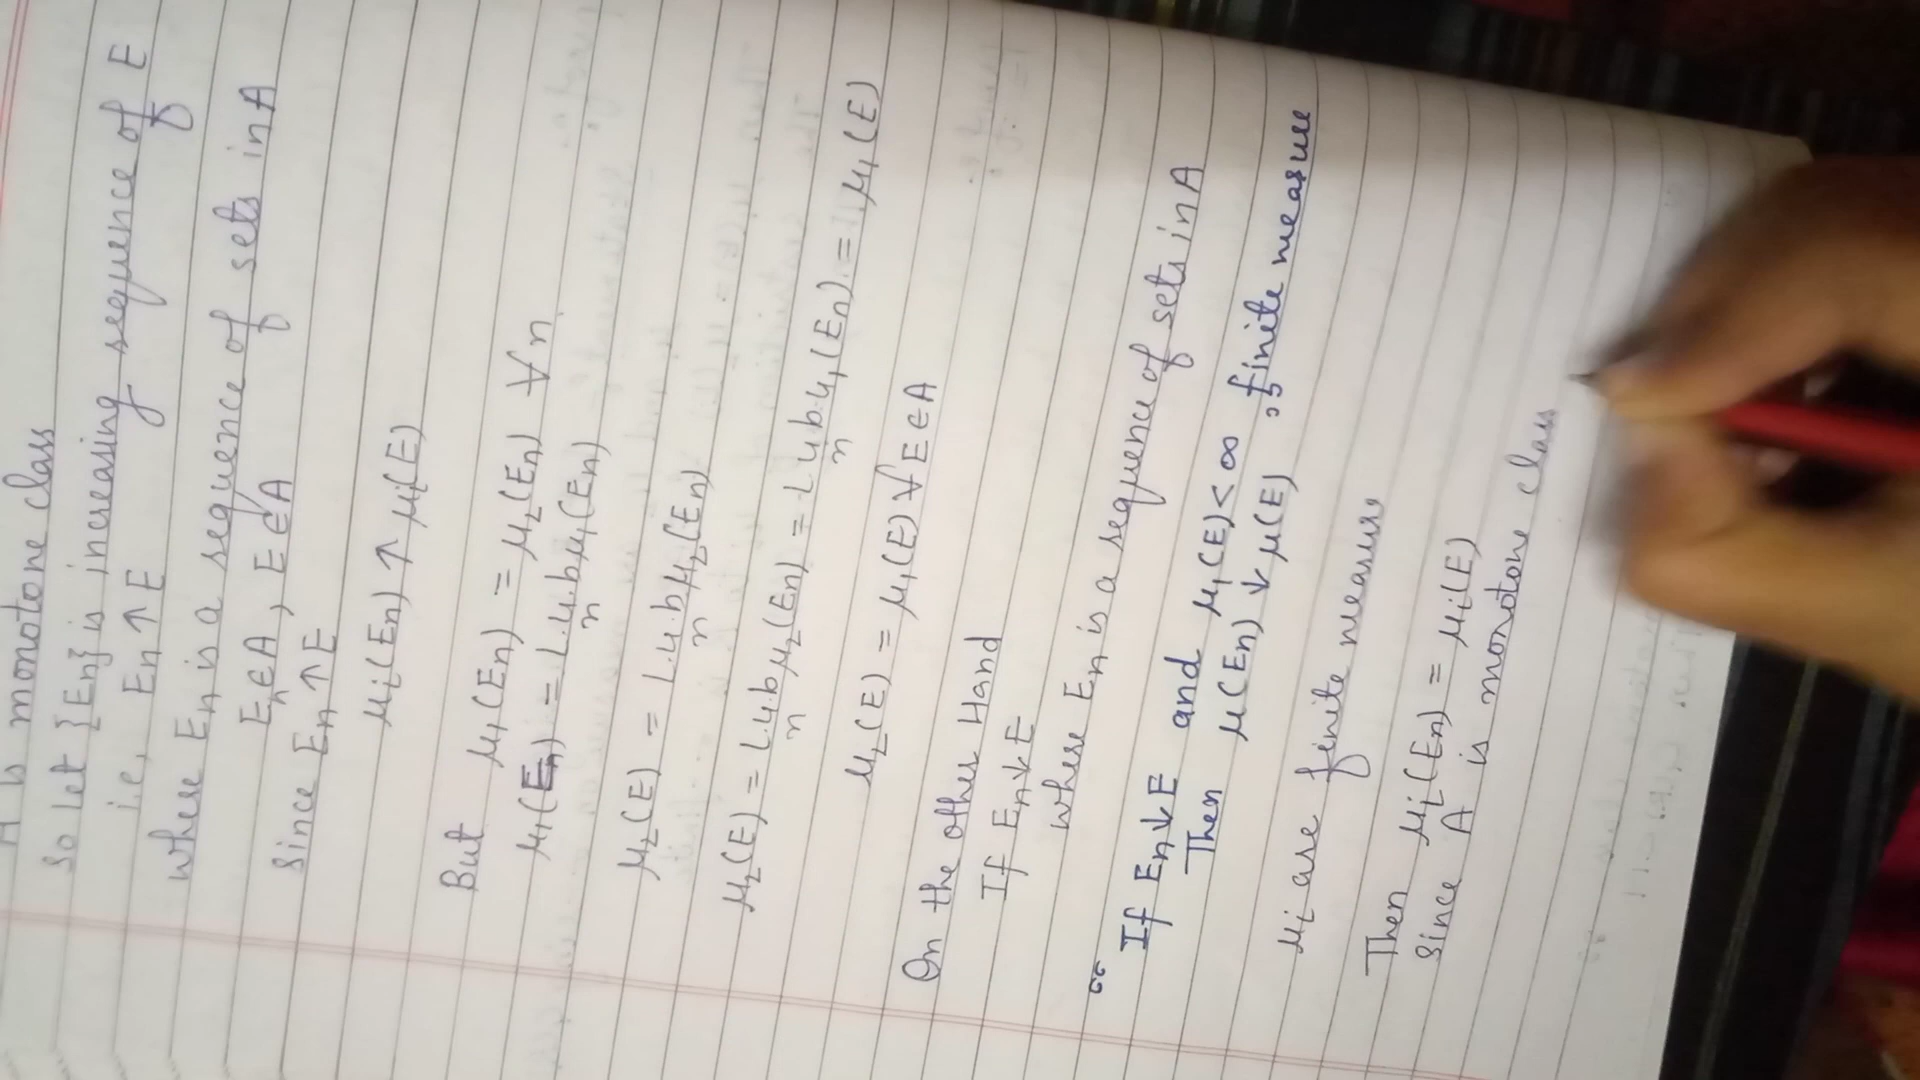 A is monotone class
So let {En} is increasing sequence of E
i.e, En ↑ E
where En is a sequence of sets in A
En ∈ A, E ∈ A
Since En ↑ E
μi(En) ↑ μi(E)
But μ1(En) = μ2(En) ∀ n
μ1(En) = l.u.b μ1(En)
n
μ2(E) = l.u.b μ2(En)
n
μ2(E) = l.u.b μ2(En) = l.u.b μ1(En) = μ1(E)
n n
μ2(E) = μ1(E) ∀ E ∈ A
On the other Hand
If En ↓ E
where En is a sequence of sets in A
“ If En ↓ E and μ1(E) < ∞ ∵ finite measure
Then μ(En) ↓ μ(E)
μi are finite measure,
Then μi(En) = μi(E)
Since A is monotone class